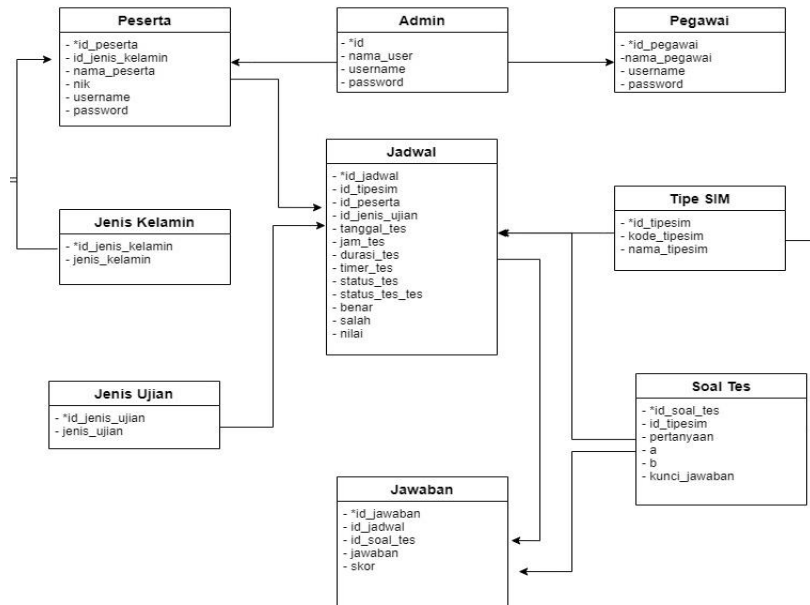 Peserta
- *id_peserta
- id_jenis_kelamin
- nama_peserta
- nik
- username
- password
Admin
- *id
- nama_user
- username
- password
Pegawai
- *id_pegawai
-nama_pegawai
- username
- password
Jadwal
- *id_jadwal
- id_tipesim
- id_peserta
- id_jenis_ujian
- tanggal_tes
- jam_tes
- durasi_tes
- timer_tes
- status_tes
- status_tes_tes
- benar
- salah
- nilai
Jenis Kelamin
- *id_jenis_kelamin
- jenis_kelamin
Tipe SIM
- *id_tipesim
- kode_tipesim
- nama_tipesim
Jenis Ujian
- *id_jenis_ujian
- jenis_ujian
Soal Tes
- *id_soal_tes
- id_tipesim
- pertanyaan
- a
- b
- kunci_jawaban
Jawaban
- *id_jawaban
- id_jadwal
- id_soal_tes
- jawaban
- skor